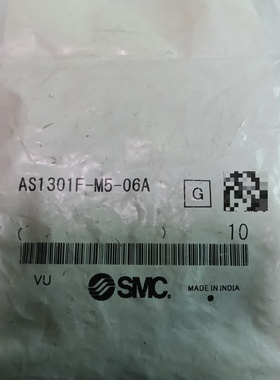 AS1301F-M5-06A G
( ) 10
VU SMC. MADE IN INDIA